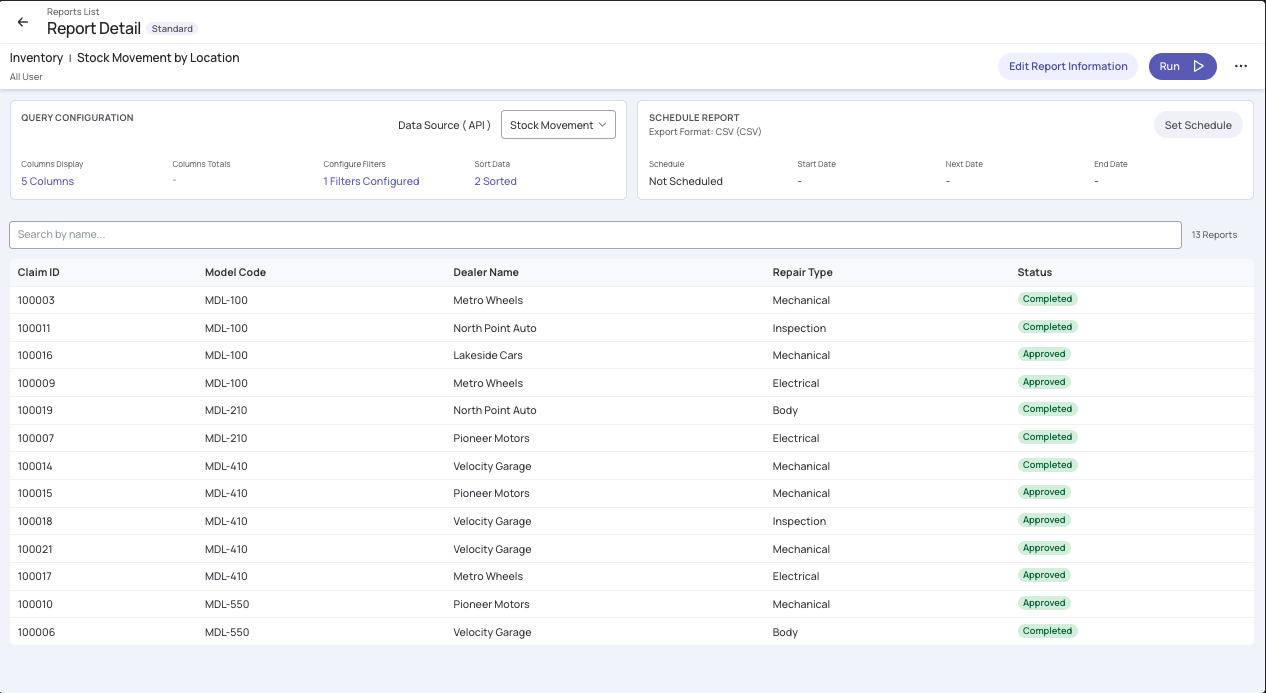 Reports List
Report Detail Standard
Inventory | Stock Movement by Location
All User
Edit Report Information
Run
QUERY CONFIGURATION
Data Source ( API ) Stock Movement
Columns Display Columns Totals Configure Filters Sort Data
5 Columns - 1 Filters Configured 2 Sorted
SCHEDULE REPORT
Export Format: CSV (CSV)
Set Schedule
Schedule Start Date Next Date End Date
Not Scheduled - - -
Search by name... 13 Reports
Claim ID Model Code Dealer Name Repair Type Status
100003 MDL-100 Metro Wheels Mechanical Completed
100011 MDL-100 North Point Auto Inspection Completed
100016 MDL-100 Lakeside Cars Mechanical Approved
100009 MDL-100 Metro Wheels Electrical Approved
100019 MDL-210 North Point Auto Body Completed
100007 MDL-210 Pioneer Motors Electrical Completed
100014 MDL-410 Velocity Garage Mechanical Completed
100015 MDL-410 Pioneer Motors Mechanical Approved
100018 MDL-410 Velocity Garage Inspection Approved
100021 MDL-410 Velocity Garage Mechanical Approved
100017 MDL-410 Metro Wheels Electrical Approved
100010 MDL-550 Pioneer Motors Mechanical Approved
100006 MDL-550 Velocity Garage Body Completed